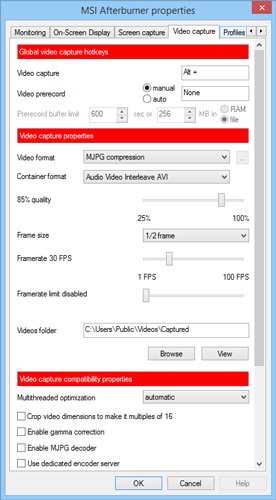 MSI Afterburner properties
Monitoring On-Screen Display Screen capture Video capture Profiles
Global video capture hotkeys
Video capture Alt +
Video prerecord manual None
auto
Prerecord buffer limit 600 sec or 256 MB in RAM
file
Video capture properties
Video format MJPG compression ...
Container format Audio Video Interleave AVI
85% quality
25% 100%
Frame size 1/2 frame
Framerate 30 FPS
1 FPS 100 FPS
Framerate limit disabled
Videos folder C:\Users\Public\Videos\Captured
Browse View
Video capture compatibility properties
Multithreaded optimization automatic
Crop video dimensions to make it multiples of 16
Enable gamma correction
Enable MJPG decoder
Use dedicated encoder server
OK Cancel Help